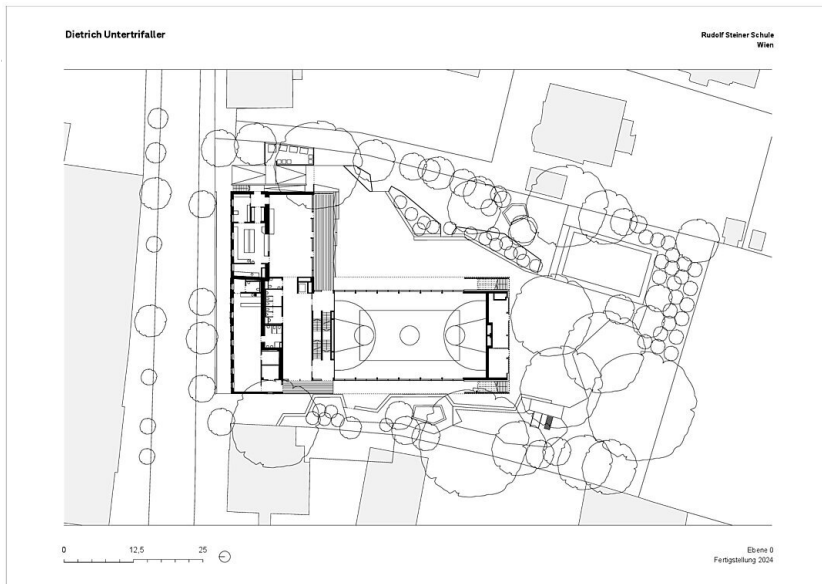 Dietrich Untertrifaller
Rudolf Steiner Schule
Wien
0 12,5 25
Ebene 0
Fertigstellung 2024